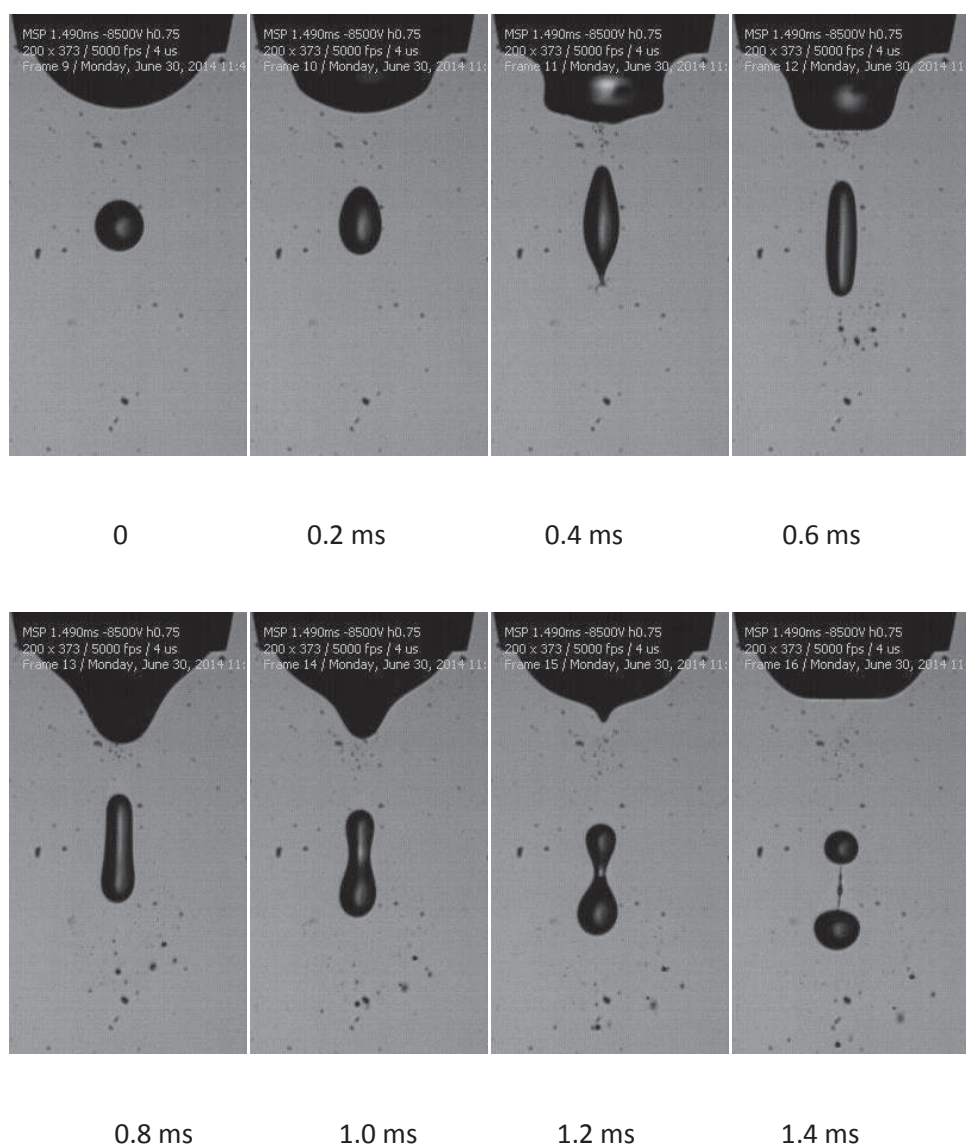 MSP 1.490ms -8500V h0.75
200 x 373 / 5000 fps / 4 us
Frame 9 / Monday, June 30, 2014 11:4
MSP 1.490ms -8500V h0.75
200 x 373 / 5000 fps / 4 us
Frame 10 / Monday, June 30, 2014 11:
MSP 1.490ms -8500V h0.75
200 x 373 / 5000 fps / 4 us
Frame 11 / Monday, June 30, 2014 11:
MSP 1.490ms -8500V h0.75
200 x 373 / 5000 fps / 4 us
Frame 12 / Monday, June 30, 2014 11
0
0.2 ms
0.4 ms
0.6 ms
MSP 1.490ms -8500V h0.75
200 x 373 / 5000 fps / 4 us
Frame 13 / Monday, June 30, 2014 11:
MSP 1.490ms -8500V h0.75
200 x 373 / 5000 fps / 4 us
Frame 14 / Monday, June 30, 2014 11:
MSP 1.490ms -8500V h0.75
200 x 373 / 5000 fps / 4 us
Frame 15 / Monday, June 30, 2014 11:
MSP 1.490ms -8500V h0.75
200 x 373 / 5000 fps / 4 us
Frame 16 / Monday, June 30, 2014 11
0.8 ms
1.0 ms
1.2 ms
1.4 ms